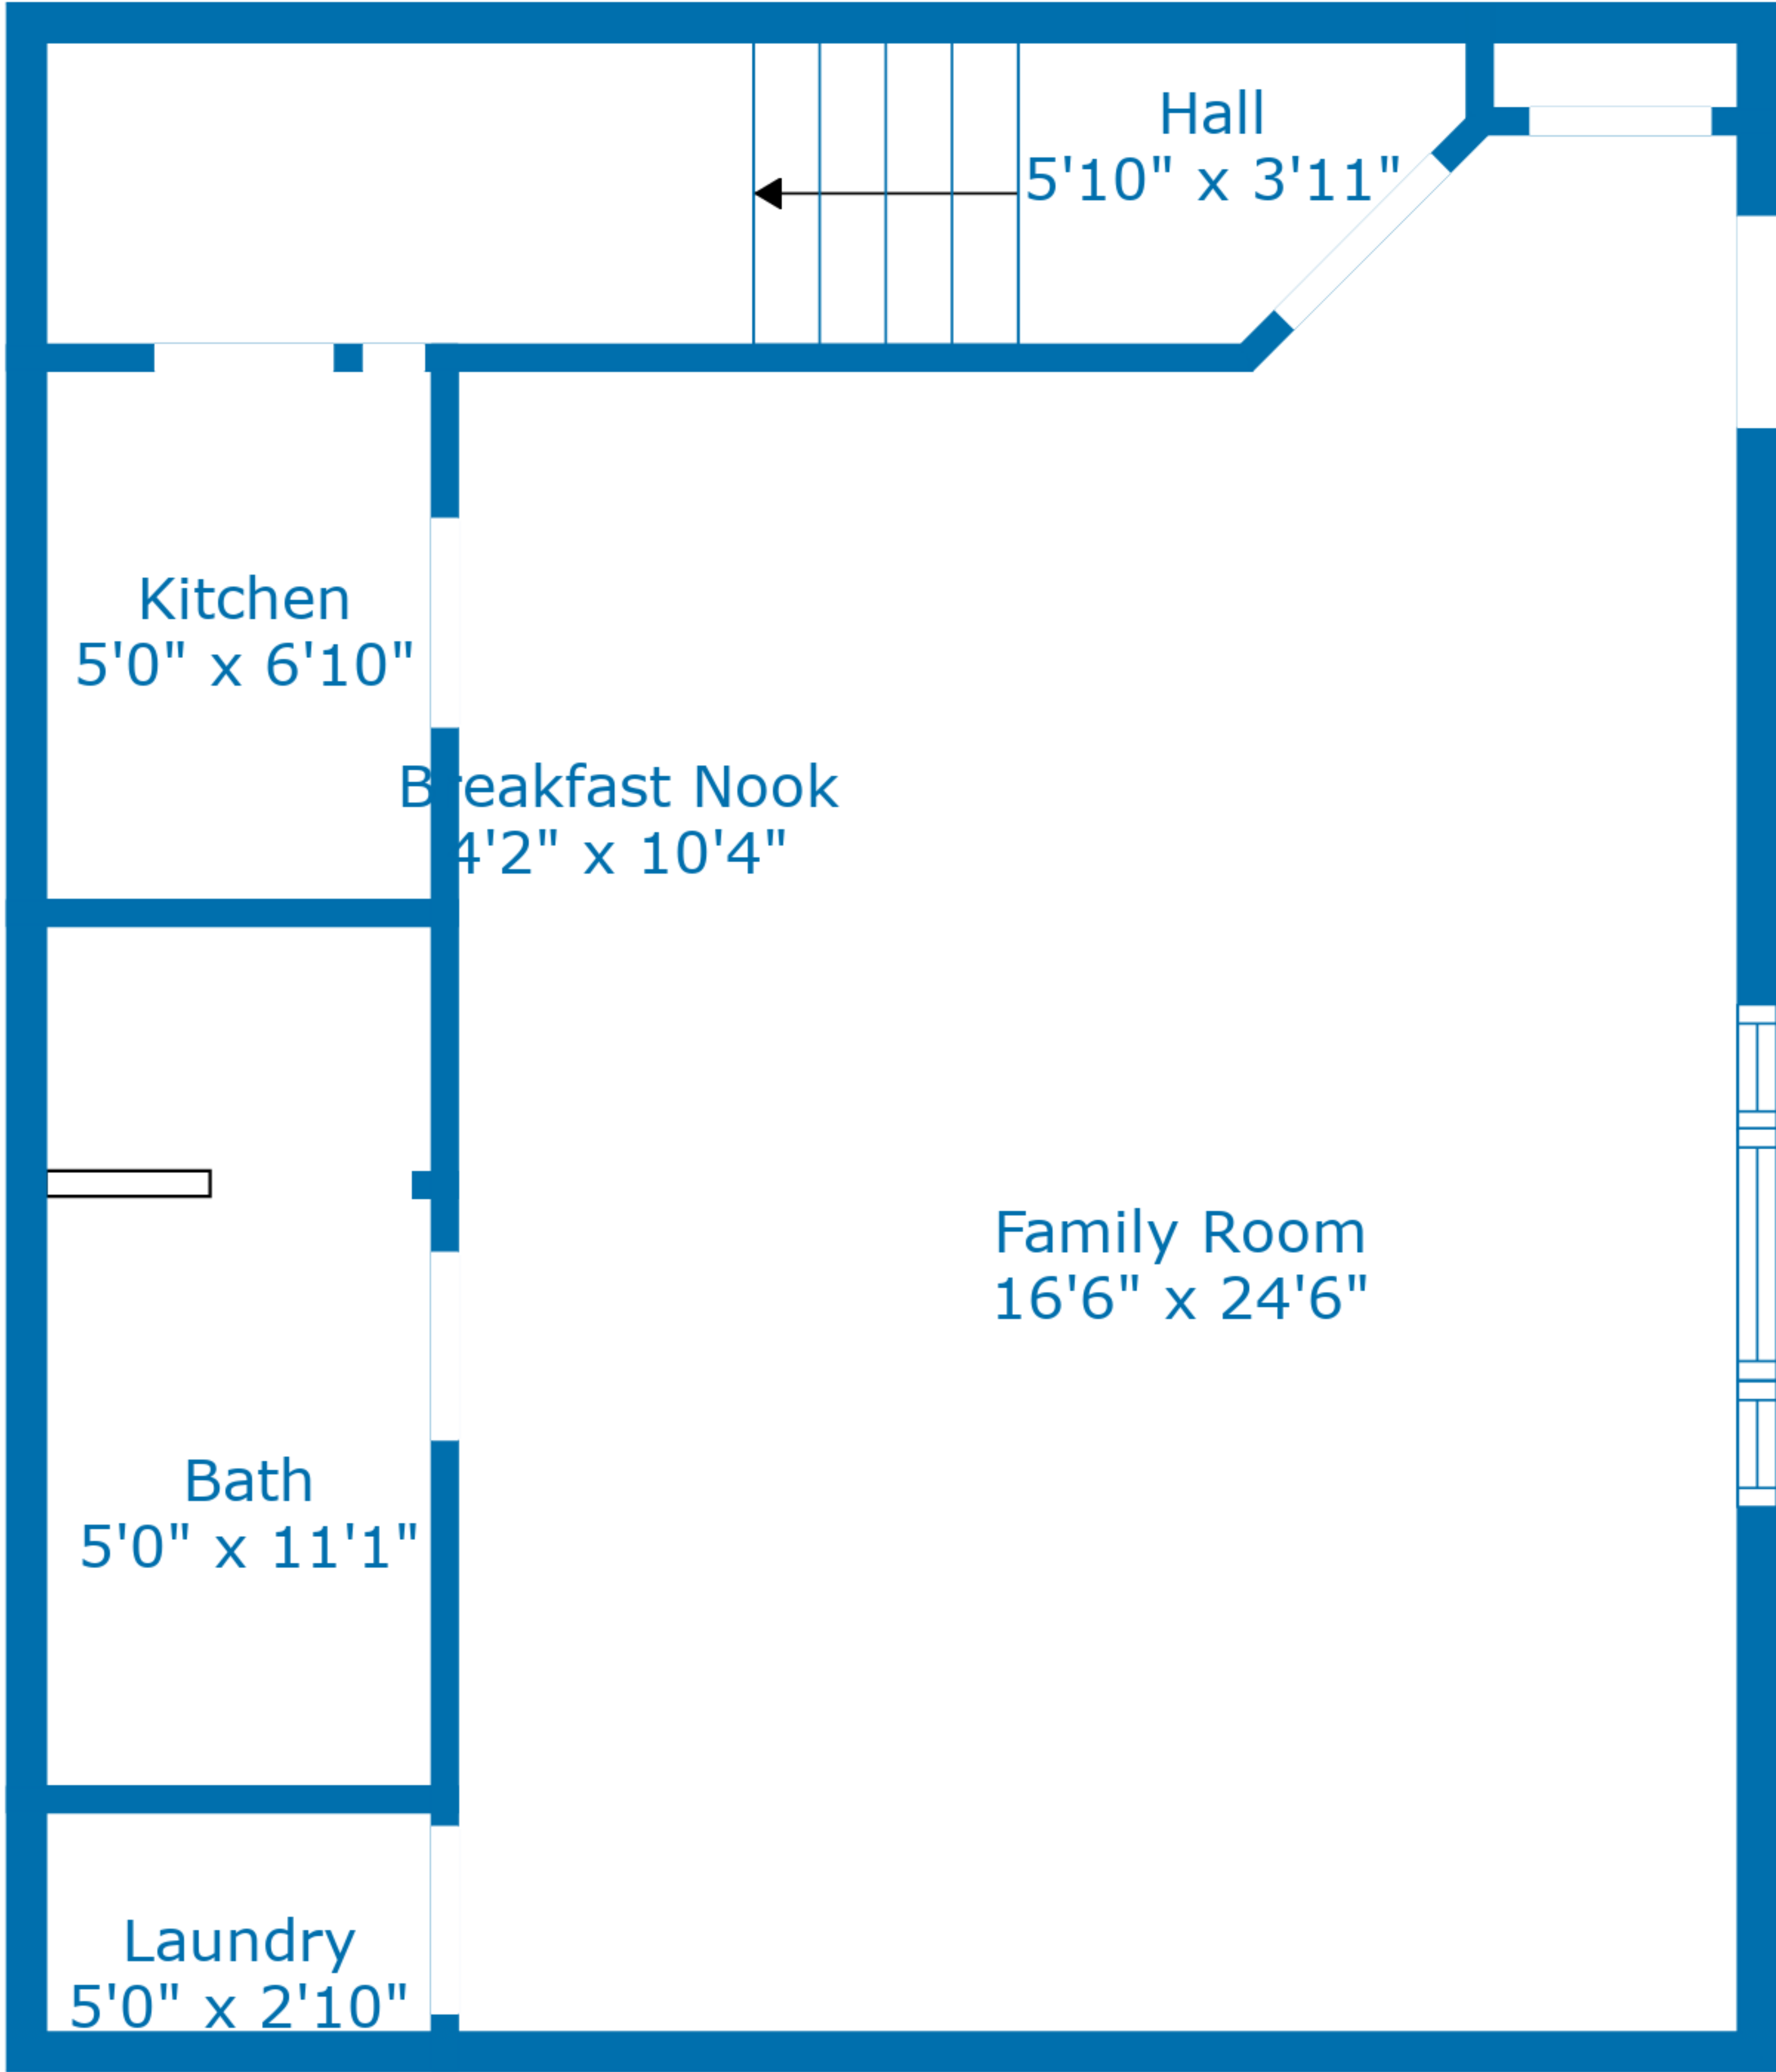 Hall
5'10" x 3'11"
Kitchen
5'0" x 6'10"
Breakfast Nook
4'2" x 10'4"
Family Room
16'6" x 24'6"
Bath
5'0" x 11'1"
Laundry
5'0" x 2'10"